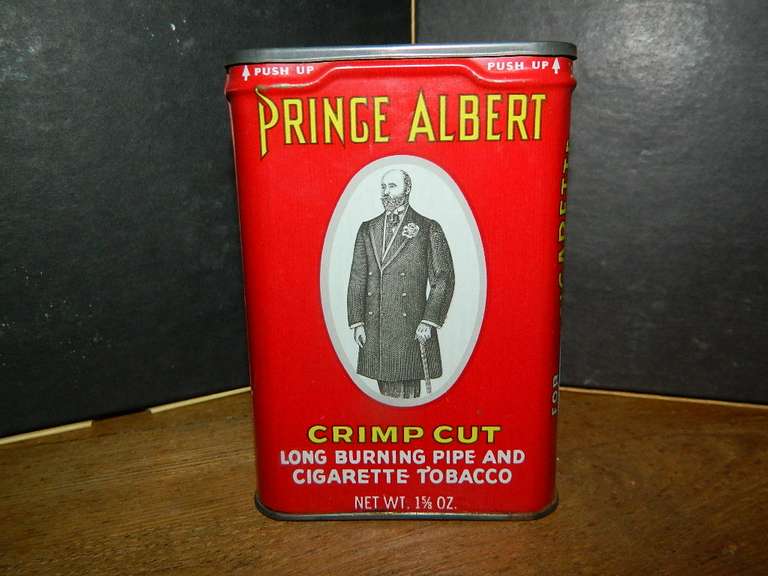 PUSH UP PUSH UP
PRINCE ALBERT
CRIMP CUT
LONG BURNING PIPE AND
CIGARETTE TOBACCO
NET WT. 1⅝ OZ.
FOR